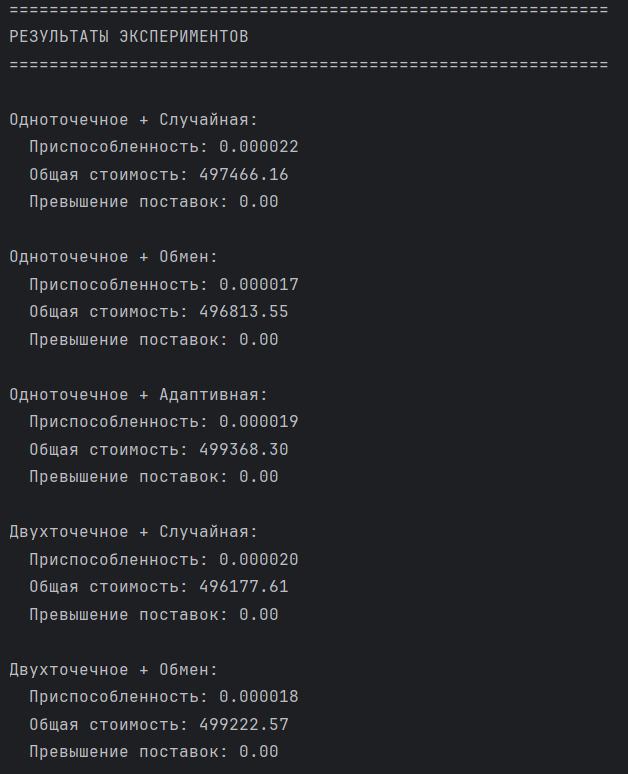 ============================================================
РЕЗУЛЬТАТЫ ЭКСПЕРИМЕНТОВ
============================================================
Одноточечное + Случайная:
Приспособленность: 0.000022
Общая стоимость: 497466.16
Превышение поставок: 0.00
Одноточечное + Обмен:
Приспособленность: 0.000017
Общая стоимость: 496813.55
Превышение поставок: 0.00
Одноточечное + Адаптивная:
Приспособленность: 0.000019
Общая стоимость: 499368.30
Превышение поставок: 0.00
Двухточечное + Случайная:
Приспособленность: 0.000020
Общая стоимость: 496177.61
Превышение поставок: 0.00
Двухточечное + Обмен:
Приспособленность: 0.000018
Общая стоимость: 499222.57
Превышение поставок: 0.00